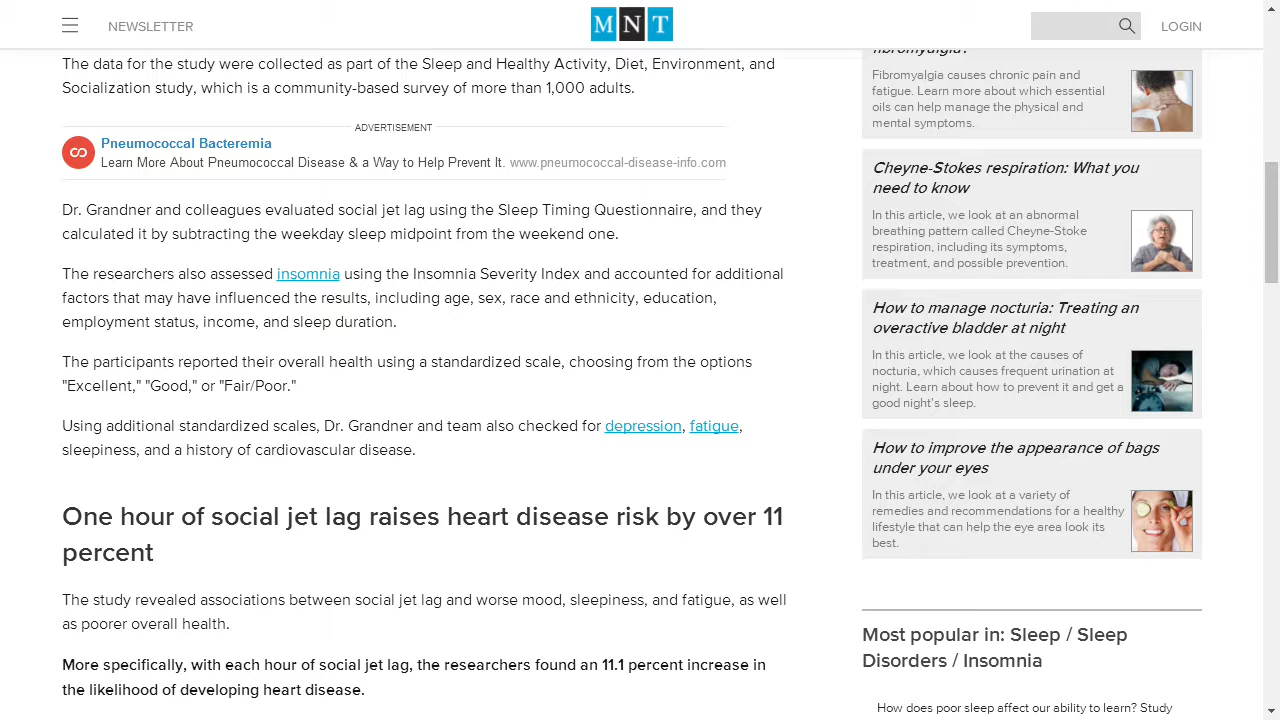 NEWSLETTER
MNT
LOGIN
The data for the study were collected as part of the Sleep and Healthy Activity, Diet, Environment, and
Socialization study, which is a community-based survey of more than 1,000 adults.
ADVERTISEMENT
Pneumococcal Bacteremia
Learn More About Pneumococcal Disease & a Way to Help Prevent It. www.pneumococcal-disease-info.com
Dr. Grandner and colleagues evaluated social jet lag using the Sleep Timing Questionnaire, and they
calculated it by subtracting the weekday sleep midpoint from the weekend one.
The researchers also assessed insomnia using the Insomnia Severity Index and accounted for additional
factors that may have influenced the results, including age, sex, race and ethnicity, education,
employment status, income, and sleep duration.
The participants reported their overall health using a standardized scale, choosing from the options
"Excellent," "Good," or "Fair/Poor."
Using additional standardized scales, Dr. Grandner and team also checked for depression, fatigue,
sleepiness, and a history of cardiovascular disease.
One hour of social jet lag raises heart disease risk by over 11
percent
The study revealed associations between social jet lag and worse mood, sleepiness, and fatigue, as well
as poorer overall health.
More specifically, with each hour of social jet lag, the researchers found an 11.1 percent increase in
the likelihood of developing heart disease.
fibromyalgia?
Fibromyalgia causes chronic pain and
fatigue. Learn more about which essential
oils can help manage the physical and
mental symptoms.
Cheyne-Stokes respiration: What you
need to know
In this article, we look at an abnormal
breathing pattern called Cheyne-Stoke
respiration, including its symptoms,
treatment, and possible prevention.
How to manage nocturia: Treating an
overactive bladder at night
In this article, we look at the causes of
nocturia, which causes frequent urination at
night. Learn about how to prevent it and get a
good night's sleep.
How to improve the appearance of bags
under your eyes
In this article, we look at a variety of
remedies and recommendations for a healthy
lifestyle that can help the eye area look its
best.
Most popular in: Sleep / Sleep
Disorders / Insomnia
How does poor sleep affect our ability to learn? Study